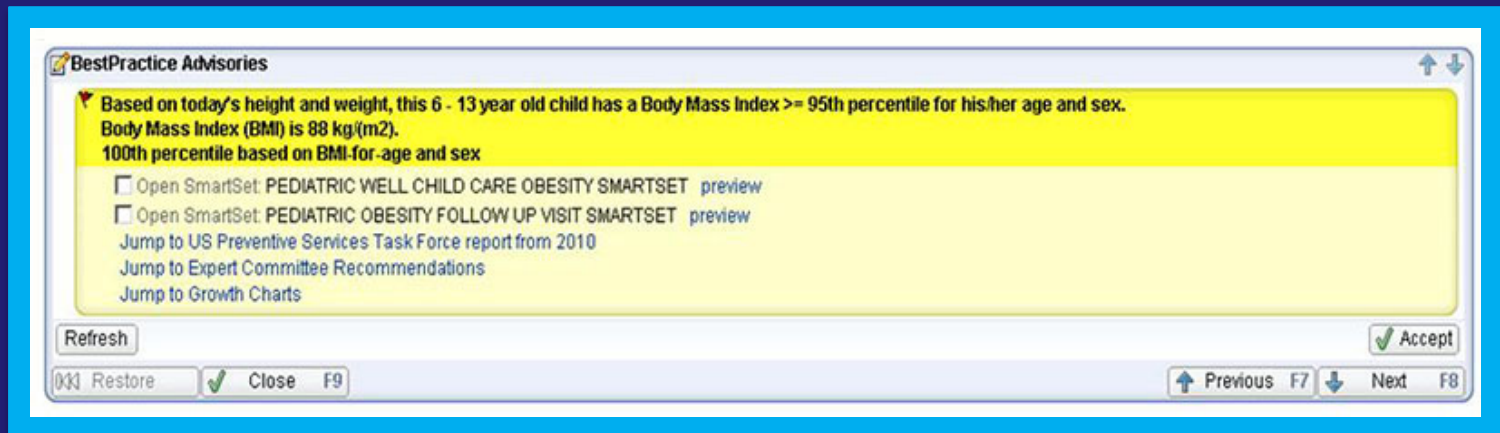 BestPractice Advisories
Based on today's height and weight, this 6 - 13 year old child has a Body Mass Index >= 95th percentile for his/her age and sex.
Body Mass Index (BMI) is 88 kg/(m2).
100th percentile based on BMI-for-age and sex
Open SmartSet: PEDIATRIC WELL CHILD CARE OBESITY SMARTSET preview
Open SmartSet: PEDIATRIC OBESITY FOLLOW UP VISIT SMARTSET preview
Jump to US Preventive Services Task Force report from 2010
Jump to Expert Committee Recommendations
Jump to Growth Charts
Refresh Accept
Restore Close F9 Previous F7 Next F8